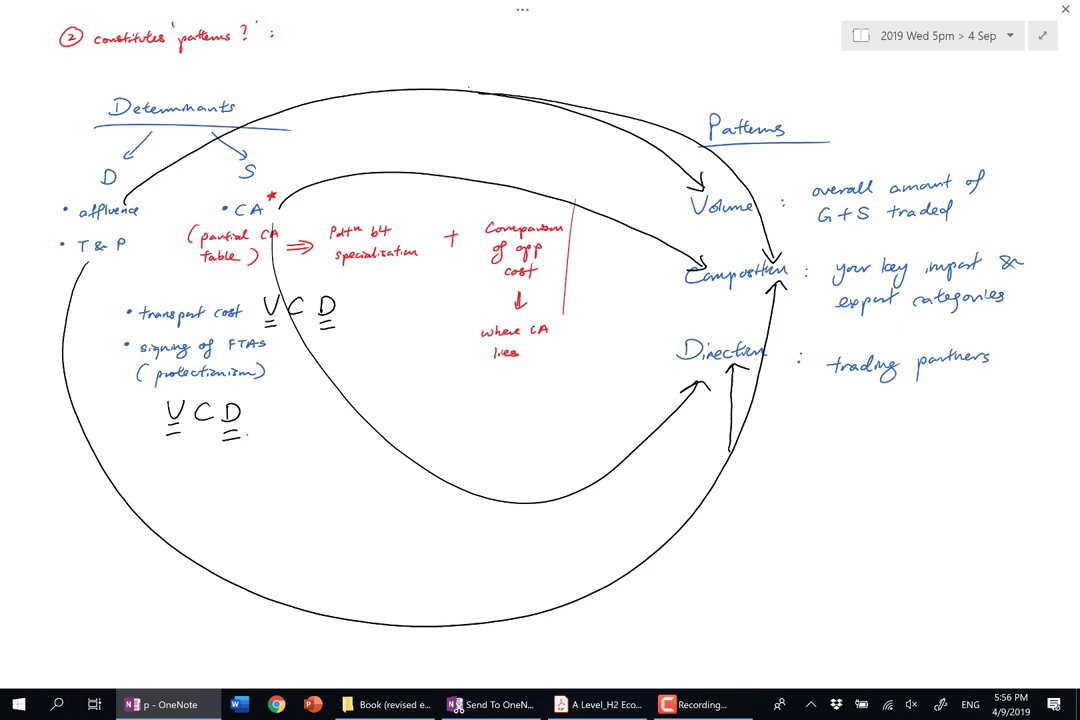 2019 Wed 5pm > 4 Sep
② constitutes 'patterns?' :
Determinants
D
S
• affluence
• T & P
• CA *
(partial CA
table)
⇒
Pdtn b4
specialisation
+
Comparison
of opp
cost
where CA
lies
• transport cost
V C D
• signing of FTAs
(protectionism)
V C D
Patterns
Volume : overall amount of
G + S traded
Composition : your key import &
export categories
Direction : trading partners
p - OneNote
Book (revised e...
Send To OneN...
A Level_H2 Eco...
Recording...
ENG
5:56 PM
4/9/2019